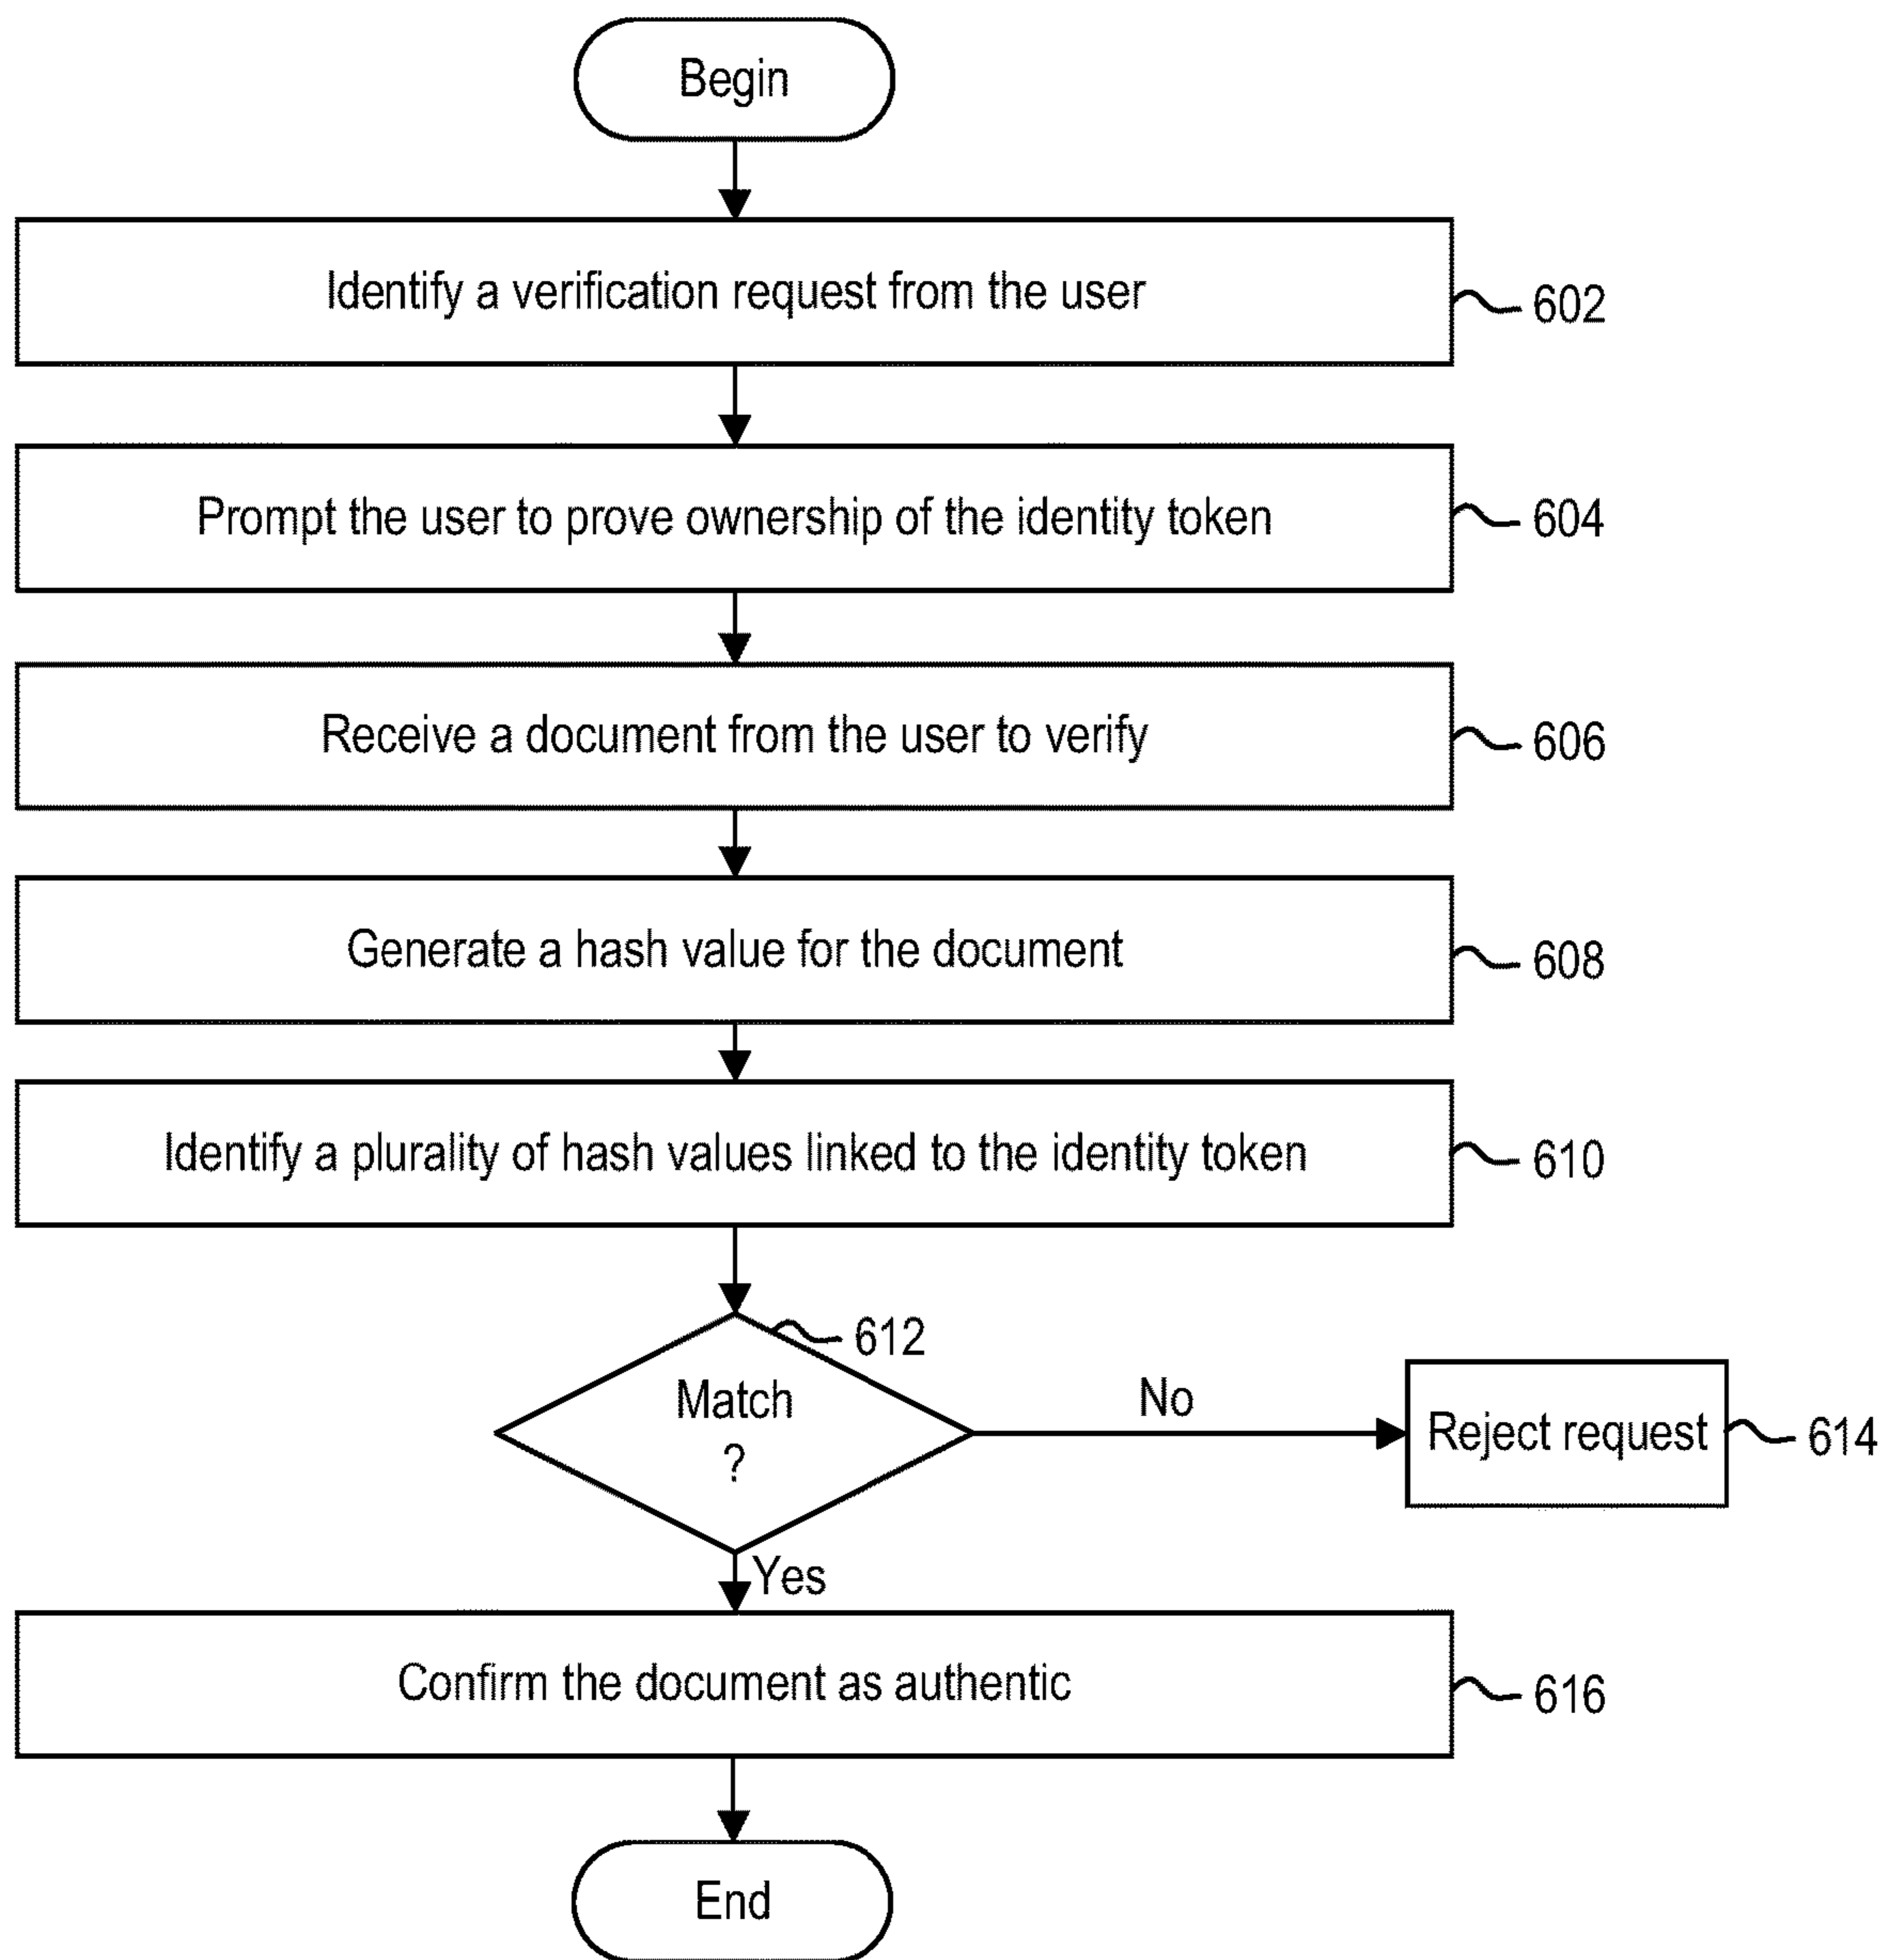 Begin
Identify a verification request from the user
602
Prompt the user to prove ownership of the identity token
604
Receive a document from the user to verify
606
Generate a hash value for the document
608
Identify a plurality of hash values linked to the identity token
610
612
Match
?
No
Reject request
614
Yes
Confirm the document as authentic
616
End